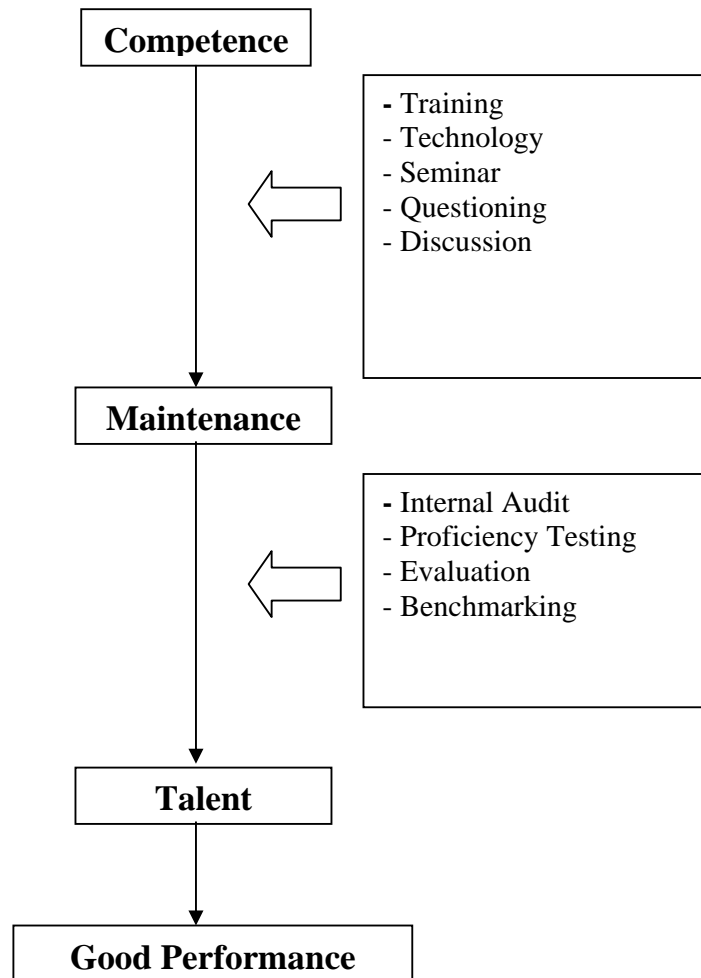 Competence
- Training
- Technology
- Seminar
- Questioning
- Discussion
Maintenance
- Internal Audit
- Proficiency Testing
- Evaluation
- Benchmarking
Talent
Good Performance